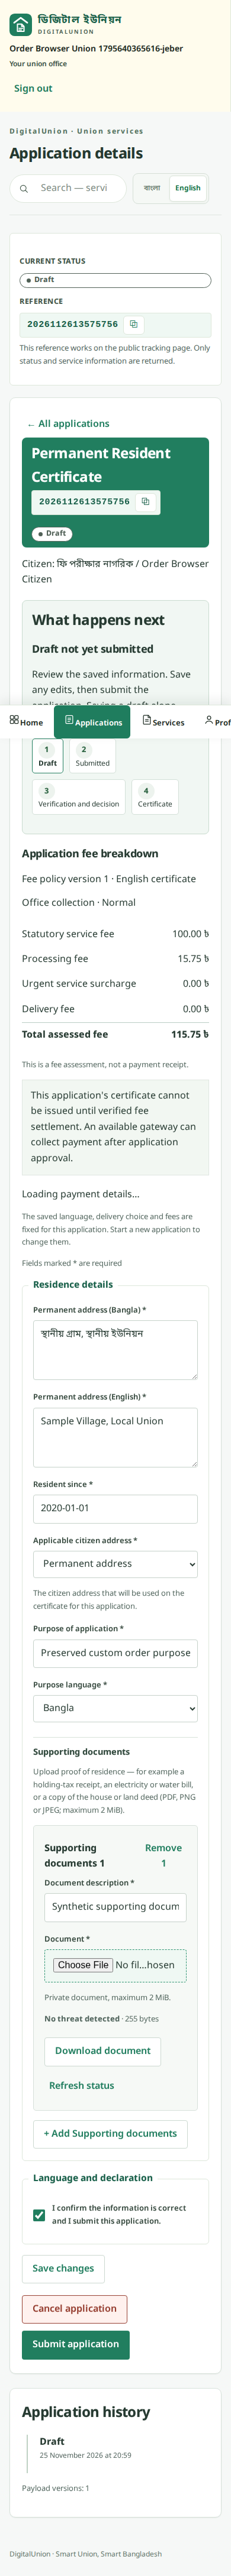 ডিজিটাল ইউনিয়ন
DIGITALUNION
Order Browser Union 1795640365616-jeber
Your union office
Sign out
DigitalUnion · Union services
Application details
Search — servi
বাংলা
English
CURRENT STATUS
Draft
REFERENCE
2026112613575756
This reference works on the public tracking page. Only
status and service information are returned.
← All applications
Permanent Resident
Certificate
2026112613575756
Draft
Citizen: ফি পরীক্ষার নাগরিক / Order Browser
Citizen
What happens next
Draft not yet submitted
Review the saved information. Save
any edits, then submit the
Home
Applications
Services
Prof
1
Draft
2
Submitted
3
Verification and decision
4
Certificate
Application fee breakdown
Fee policy version 1 · English certificate
Office collection · Normal
Statutory service fee 100.00 ৳
Processing fee 15.75 ৳
Urgent service surcharge 0.00 ৳
Delivery fee 0.00 ৳
Total assessed fee 115.75 ৳
This is a fee assessment, not a payment receipt.
This application's certificate cannot
be issued until verified fee
settlement. An available gateway can
collect payment after application
approval.
Loading payment details…
The saved language, delivery choice and fees are
fixed for this application. Start a new application to
change them.
Fields marked * are required
Residence details
Permanent address (Bangla) *
স্থানীয় গ্রাম, স্থানীয় ইউনিয়ন
Permanent address (English) *
Sample Village, Local Union
Resident since *
2020-01-01
Applicable citizen address *
Permanent address
The citizen address that will be used on the
certificate for this application.
Purpose of application *
Preserved custom order purpose
Purpose language *
Bangla
Supporting documents
Upload proof of residence — for example a
holding-tax receipt, an electricity or water bill,
or a copy of the house or land deed (PDF, PNG
or JPEG; maximum 2 MiB).
Supporting
documents 1
Remove
1
Document description *
Synthetic supporting docum
Document *
Choose File No fil...hosen
Private document, maximum 2 MiB.
No threat detected · 255 bytes
Download document
Refresh status
+ Add Supporting documents
Language and declaration
I confirm the information is correct
and I submit this application.
Save changes
Cancel application
Submit application
Application history
Draft
25 November 2026 at 20:59
Payload versions: 1
DigitalUnion · Smart Union, Smart Bangladesh